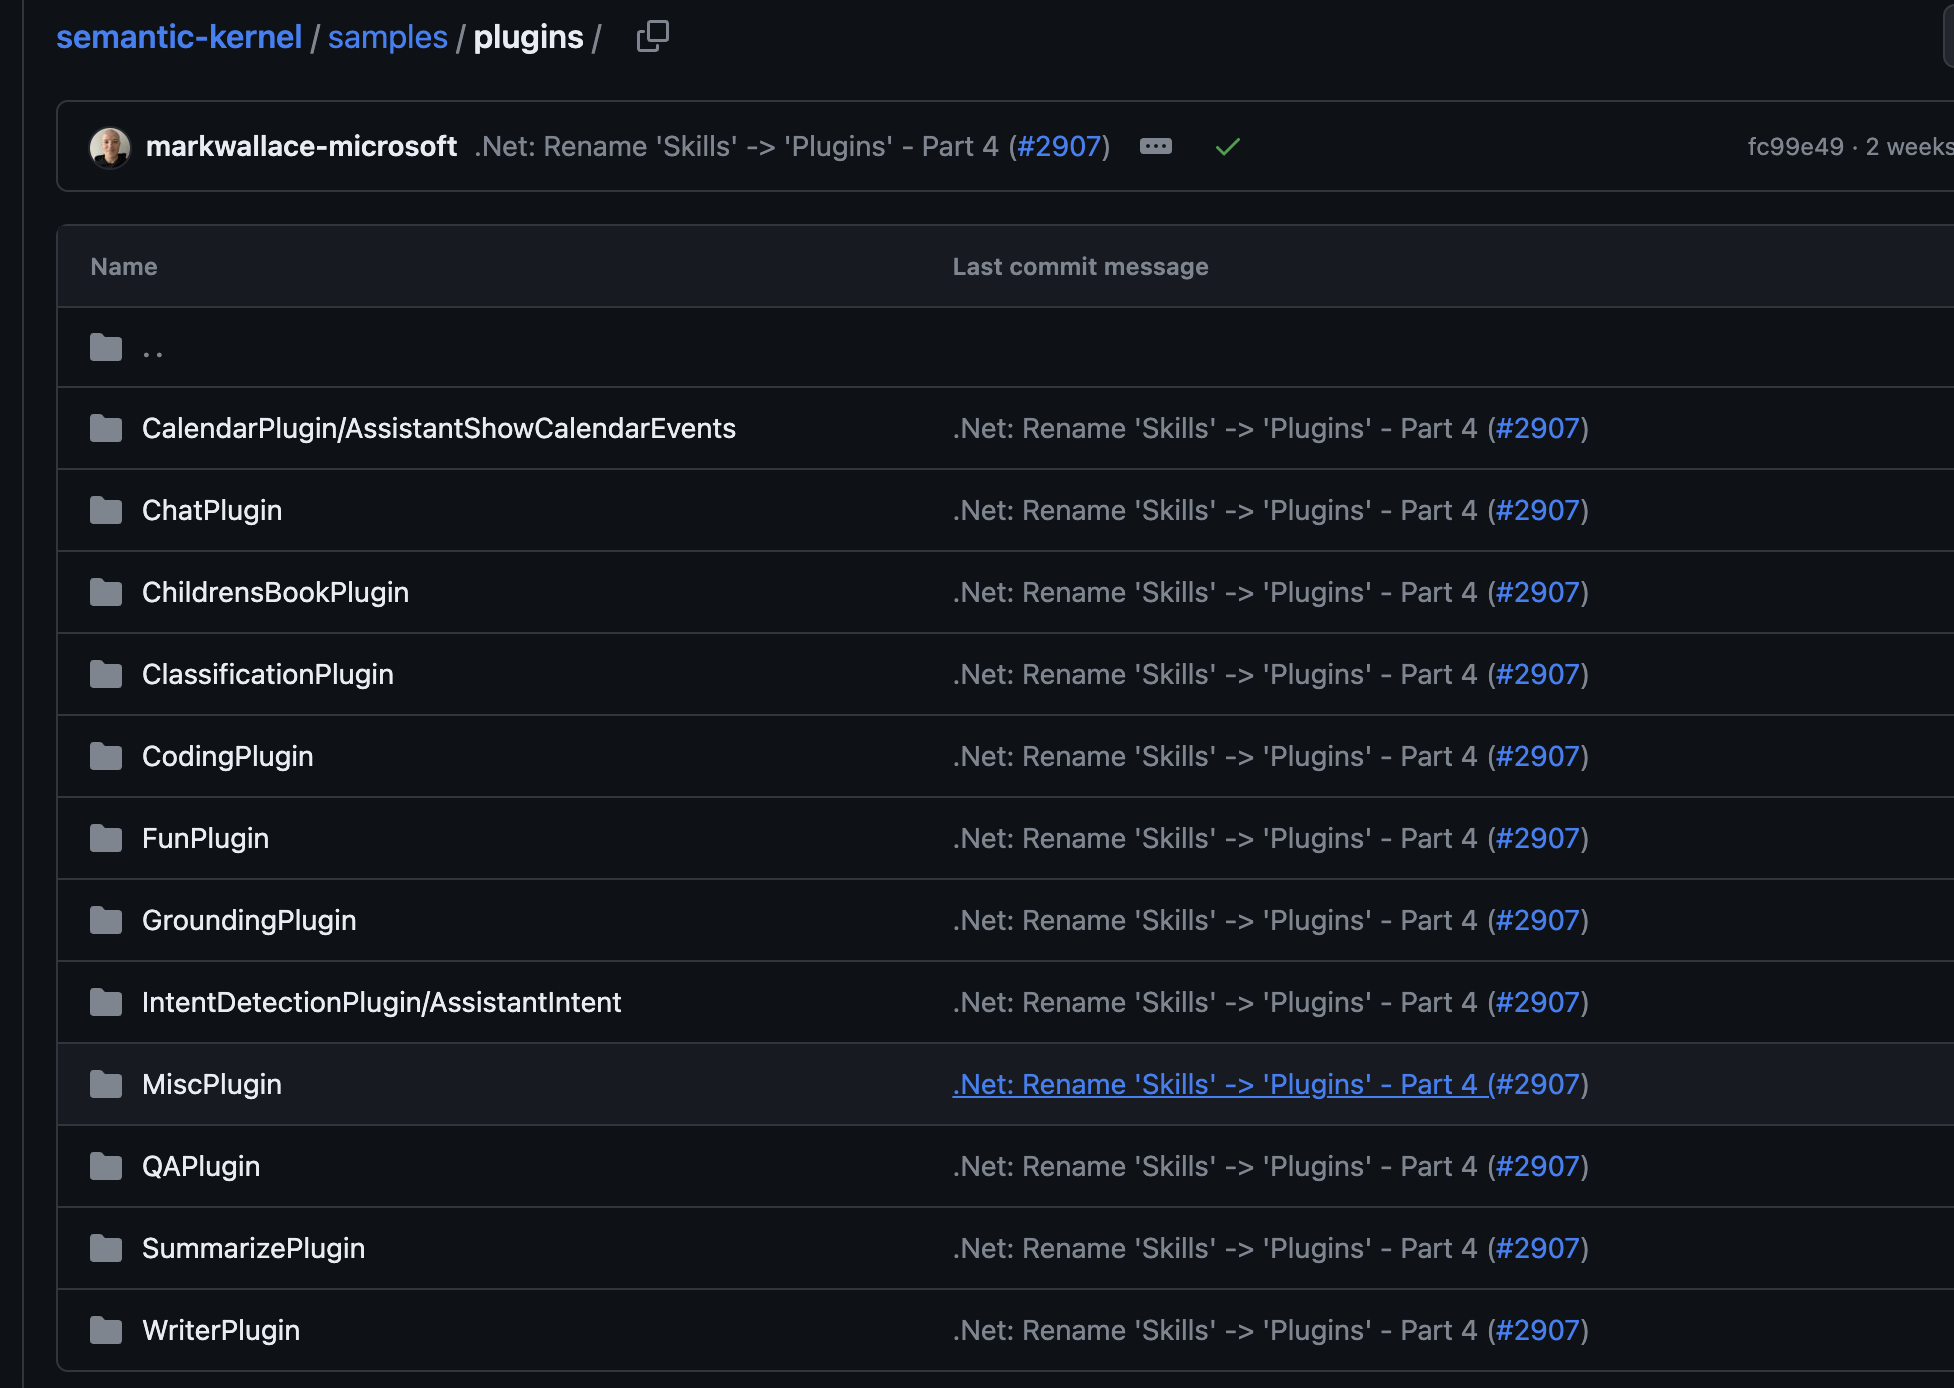 semantic-kernel / samples / plugins /
markwallace-microsoft .Net: Rename 'Skills' -> 'Plugins' - Part 4 (#2907) fc99e49 · 2 weeks
Name Last commit message
..
CalendarPlugin/AssistantShowCalendarEvents .Net: Rename 'Skills' -> 'Plugins' - Part 4 (#2907)
ChatPlugin .Net: Rename 'Skills' -> 'Plugins' - Part 4 (#2907)
ChildrensBookPlugin .Net: Rename 'Skills' -> 'Plugins' - Part 4 (#2907)
ClassificationPlugin .Net: Rename 'Skills' -> 'Plugins' - Part 4 (#2907)
CodingPlugin .Net: Rename 'Skills' -> 'Plugins' - Part 4 (#2907)
FunPlugin .Net: Rename 'Skills' -> 'Plugins' - Part 4 (#2907)
GroundingPlugin .Net: Rename 'Skills' -> 'Plugins' - Part 4 (#2907)
IntentDetectionPlugin/AssistantIntent .Net: Rename 'Skills' -> 'Plugins' - Part 4 (#2907)
MiscPlugin .Net: Rename 'Skills' -> 'Plugins' - Part 4 (#2907)
QAPlugin .Net: Rename 'Skills' -> 'Plugins' - Part 4 (#2907)
SummarizePlugin .Net: Rename 'Skills' -> 'Plugins' - Part 4 (#2907)
WriterPlugin .Net: Rename 'Skills' -> 'Plugins' - Part 4 (#2907)